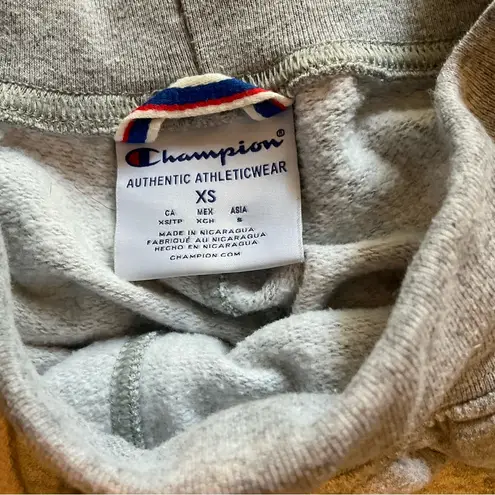 Champion®
AUTHENTIC ATHLETICWEAR
XS
CA MEX ASIA
XS/TP XCH S
MADE IN NICARAGUA
FABRIQUÉ AU NICARAGUA
HECHO EN NICARAGUA
CHAMPION.COM